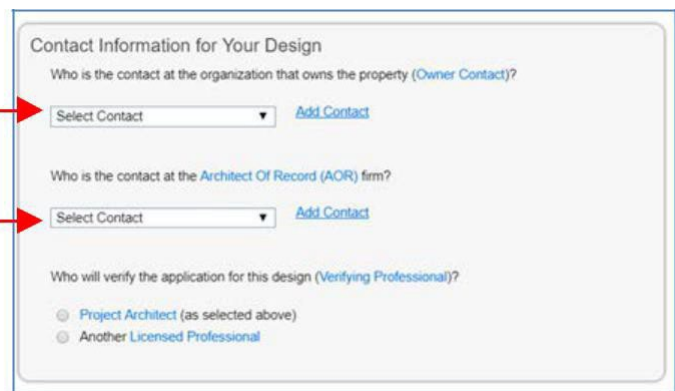 Contact Information for Your Design
Who is the contact at the organization that owns the property (Owner Contact)?
Select Contact Add Contact
Who is the contact at the Architect Of Record (AOR) firm?
Select Contact Add Contact
Who will verify the application for this design (Verifying Professional)?
Project Architect (as selected above)
Another Licensed Professional